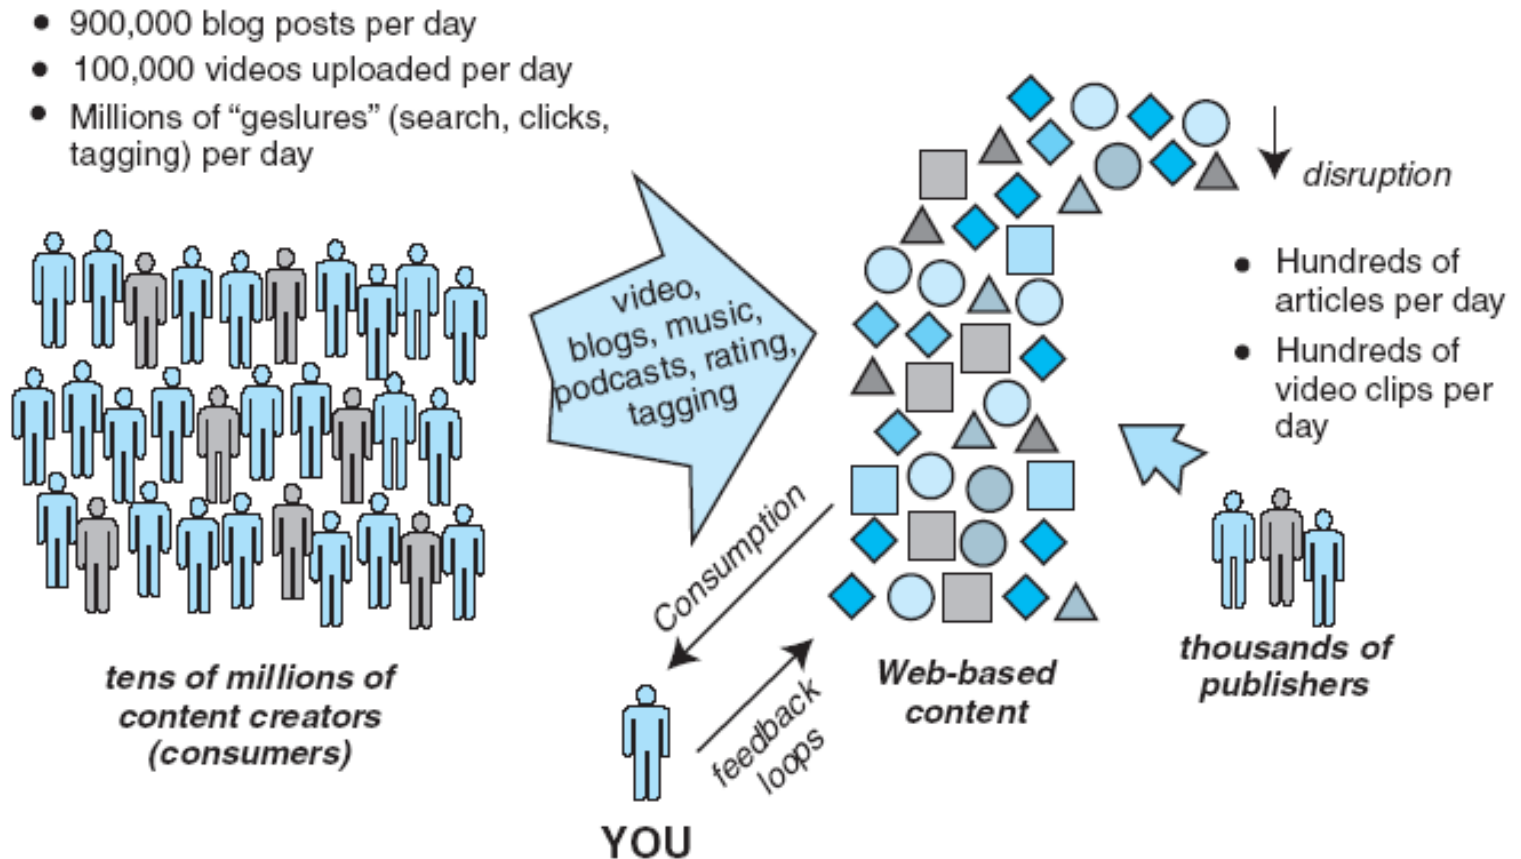 • 900,000 blog posts per day
• 100,000 videos uploaded per day
• Millions of “geslures” (search, clicks,
tagging) per day
disruption
• Hundreds of
articles per day
• Hundreds of
video clips per
day
video,
blogs, music,
podcasts, rating,
tagging
Consumption
feedback
loops
tens of millions of
content creators
(consumers)
YOU
Web-based
content
thousands of
publishers